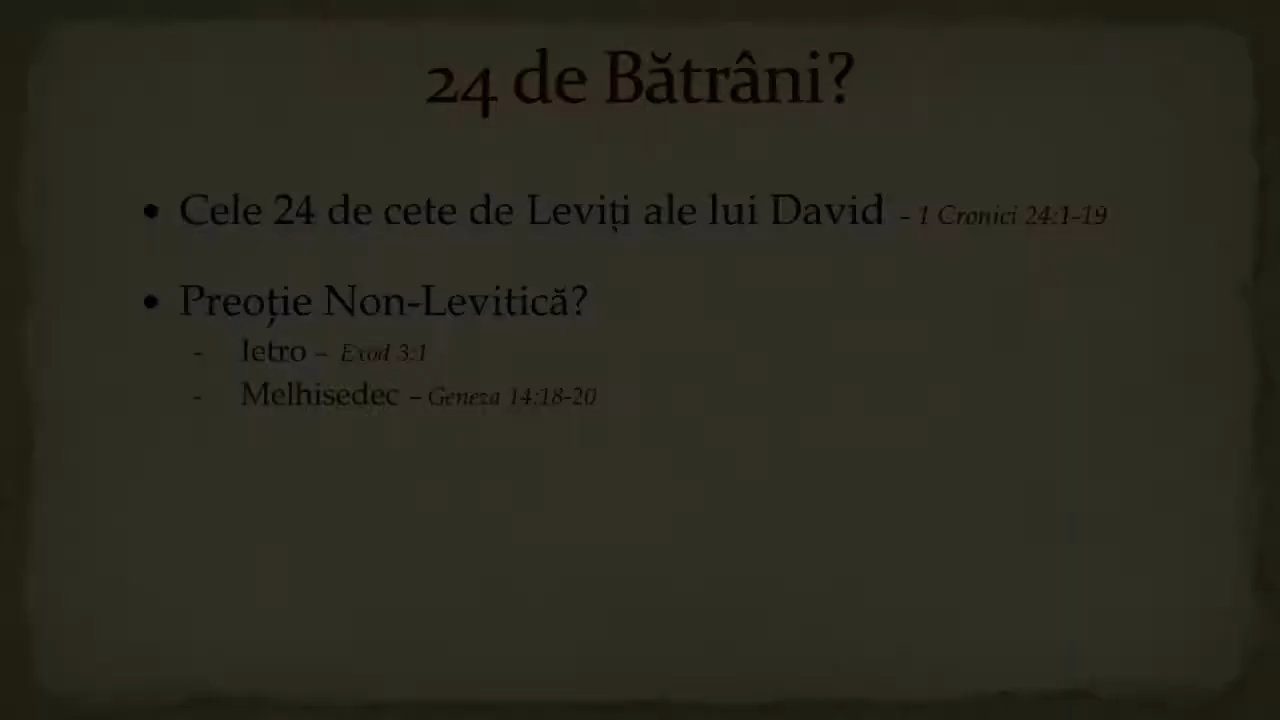 24 de Bătrâni?
• Cele 24 de cete de Leviți ale lui David – 1 Cronici 24:1-19
• Preoție Non-Levitică?
- Ietro – Exod 3:1
- Melhisedec – Geneza 14:18-20